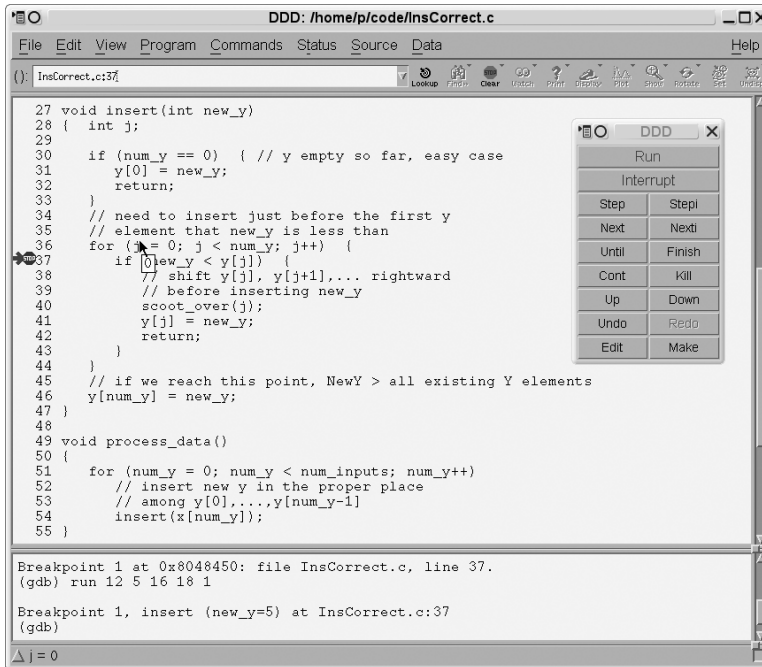 DDD: /home/p/code/InsCorrect.c
File Edit View Program Commands Status Source Data Help
(): InsCorrect.c:37
Lookup Find» Clear Watch Print Display Plot Show Rotate Set
27 void insert(int new_y)
28 {  int j;
29
30    if (num_y == 0)  { // y empty so far, easy case
31       y[0] = new_y;
32       return;
33    }
34    // need to insert just before the first y
35    // element that new_y is less than
36    for (j = 0; j < num_y; j++)  {
STOP 37       if 0new_y < y[j])  {
38          // shift y[j], y[j+1],... rightward
39          // before inserting new_y
40          scoot_over(j);
41          y[j] = new_y;
42          return;
43       }
44    }
45    // if we reach this point, NewY > all existing Y elements
46    y[num_y] = new_y;
47 }
48
49 void process_data()
50 {
51    for (num_y = 0; num_y < num_inputs; num_y++)
52       // insert new y in the proper place
53       // among y[0],...,y[num_y-1]
54       insert(x[num_y]);
55 }
DDD
Run
Interrupt
Step Stepi
Next Nexti
Until Finish
Cont Kill
Up Down
Undo Redo
Edit Make
Breakpoint 1 at 0x8048450: file InsCorrect.c, line 37.
(gdb) run 12 5 16 18 1
Breakpoint 1, insert (new_y=5) at InsCorrect.c:37
(gdb)
j = 0